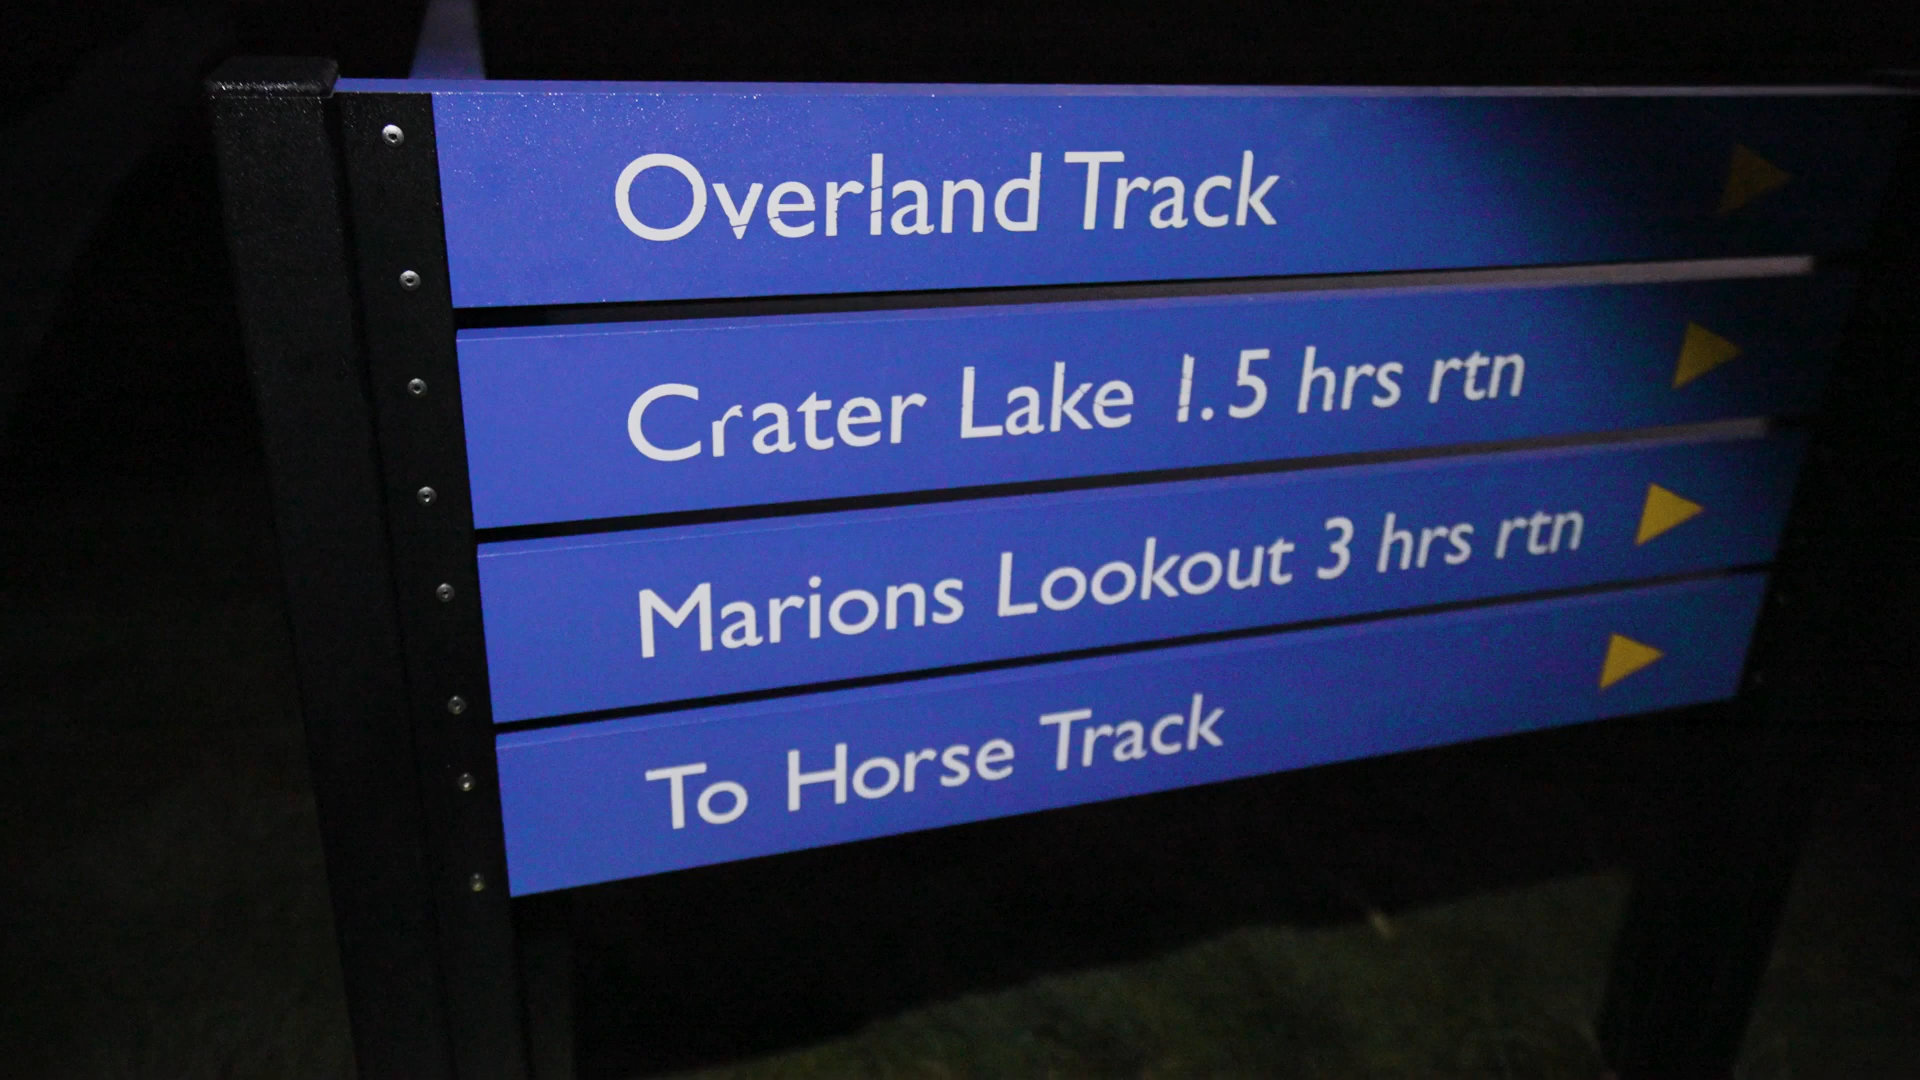 Overland Track
Crater Lake 1.5 hrs rtn
Marions Lookout 3 hrs rtn
To Horse Track